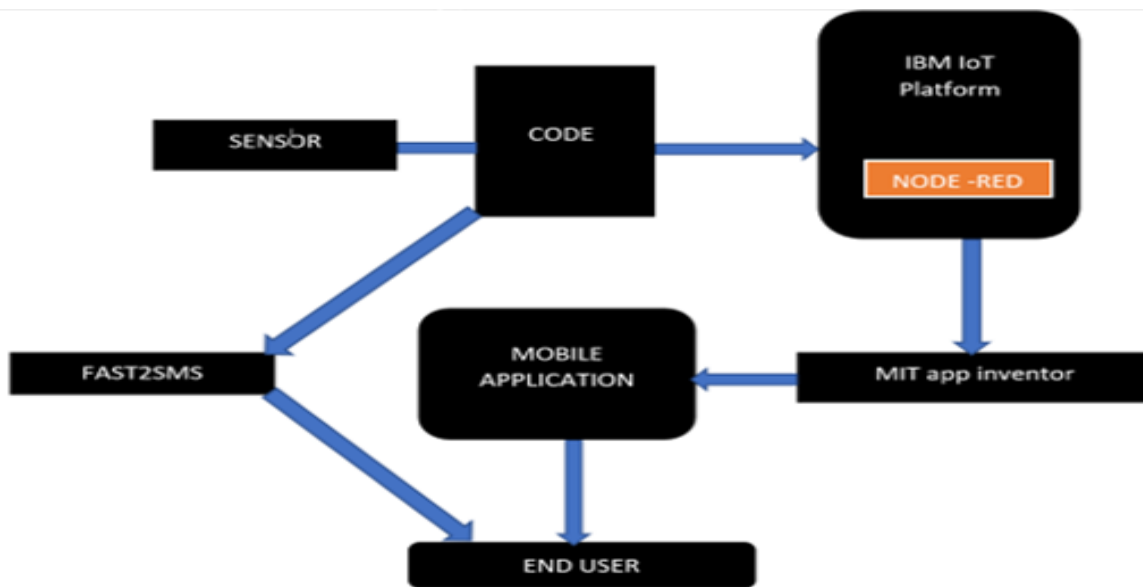 IBM IoT
Platform
SENSOR
CODE
NODE -RED
MOBILE
APPLICATION
FAST2SMS
MIT app inventor
END USER